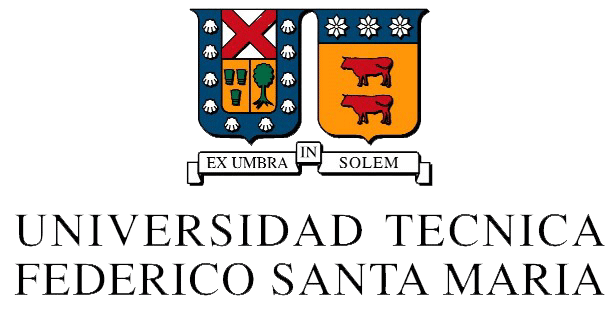 EX UMBRA IN SOLEM
UNIVERSIDAD TECNICA
FEDERICO SANTA MARIA